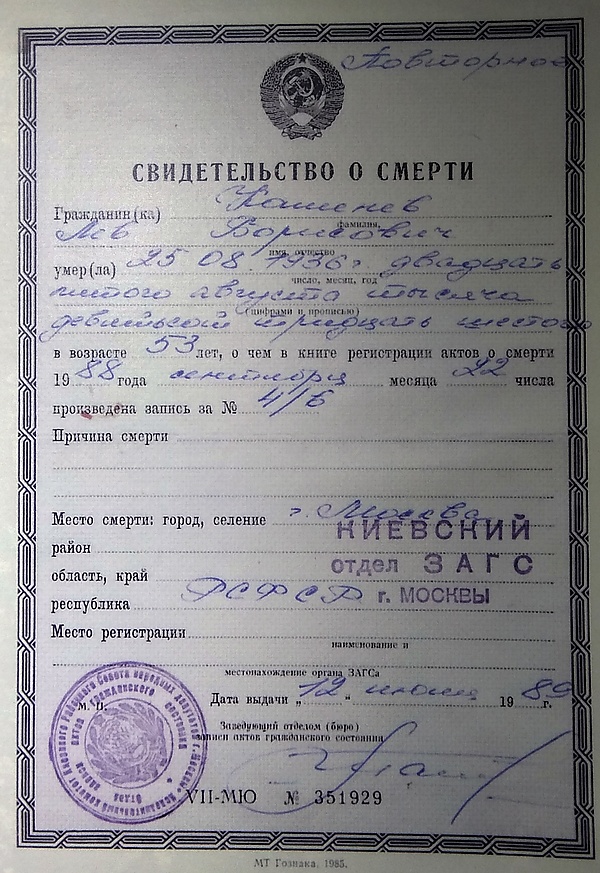 Повторное
СВИДЕТЕЛЬСТВО О СМЕРТИ
Гражданин(ка) Каменев
фамилия,
Лев Борисович
имя, отчество
умер(ла) 25.08.1936г. двадцать
число, месяц, год
пятого августа тысяча
(цифрами и прописью)
девятьсот тридцать шестого
в возрасте 53 лет, о чем в книге регистрации актов о смерти
1988 года сентября месяца 22 числа
произведена запись за № 4/6
Причина смерти
Место смерти: город, селение г. Москва
КИЕВСКИЙ
район
отдел ЗАГС
область, край
республика РСФСР г. МОСКВЫ
Место регистрации
наименование и
местонахождение органа ЗАГСа
М. П. Дата выдачи „12“ июля 1989 г.
Заведующий отделом (бюро)
записи актов гражданского состояния
VII-МЮ № 351929
МТ Гознака. 1985.